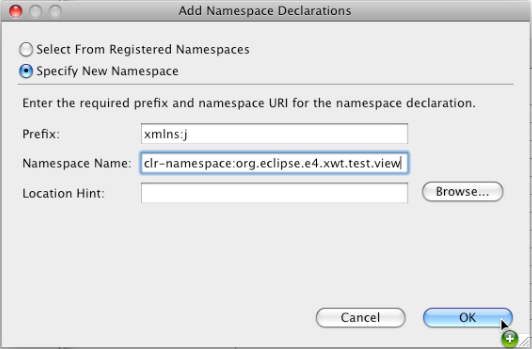 Add Namespace Declarations
Select From Registered Namespaces
Specify New Namespace
Enter the required prefix and namespace URI for the namespace declaration.
Prefix: xmlns:j
Namespace Name: clr-namespace:org.eclipse.e4.xwt.test.view
Location Hint: Browse...
Cancel OK